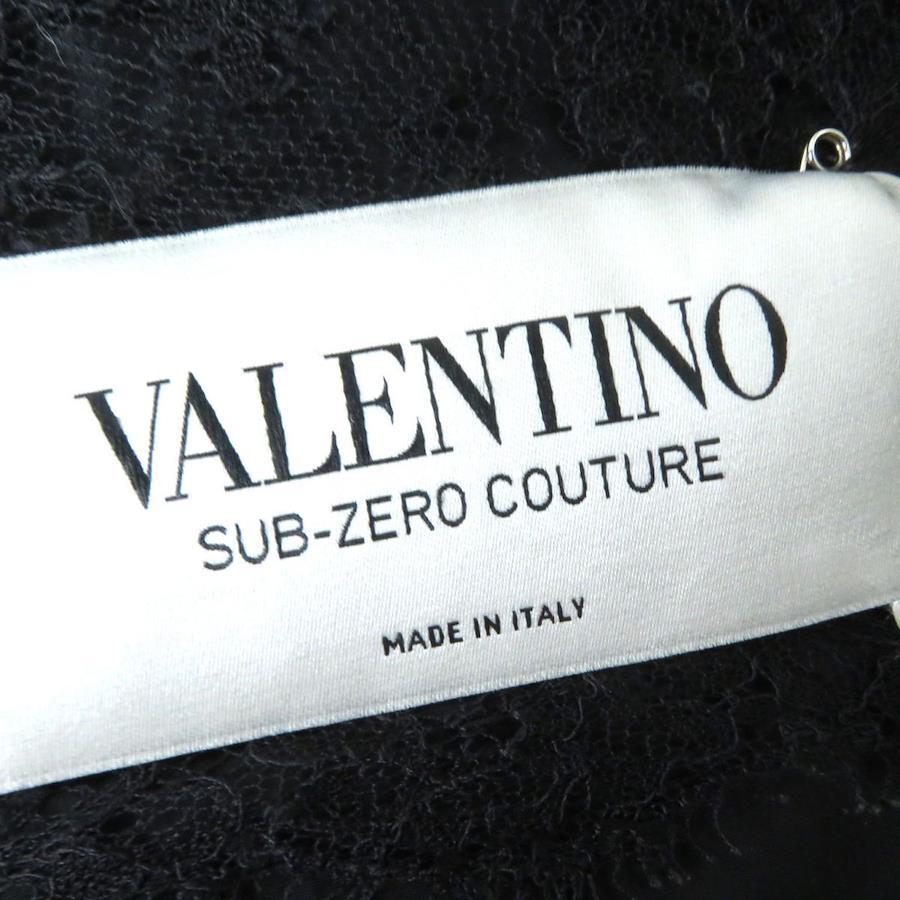 VALENTINO
SUB-ZERO COUTURE
MADE IN ITALY